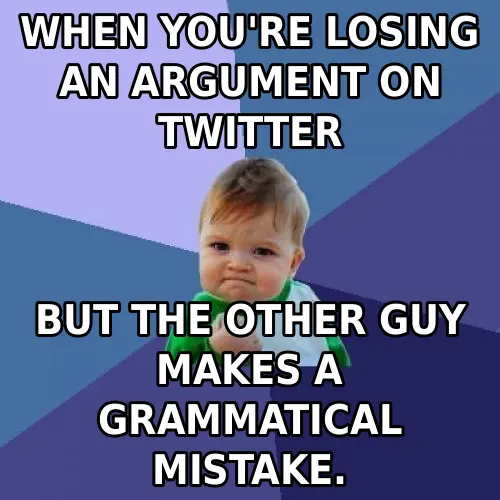 WHEN YOU'RE LOSING
AN ARGUMENT ON
TWITTER
BUT THE OTHER GUY
MAKES A
GRAMMATICAL
MISTAKE.